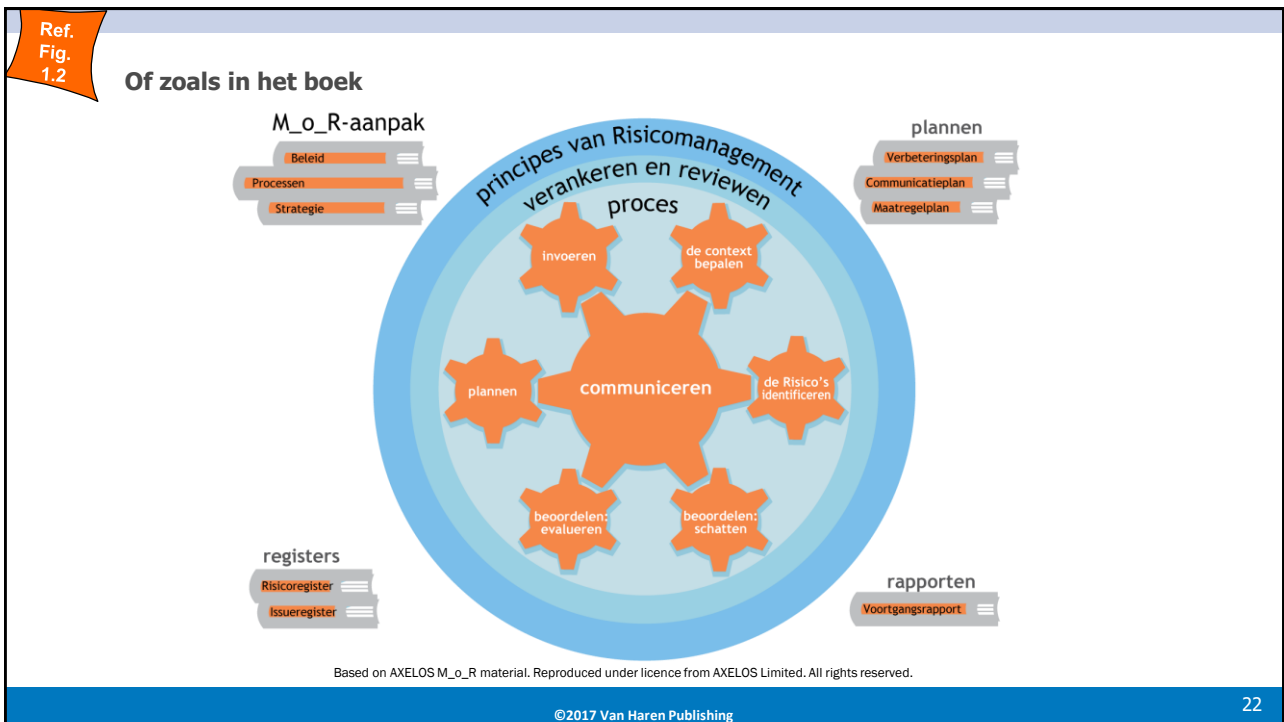 Ref.
Fig.
1.2
Of zoals in het boek
M_o_R-aanpak
Beleid
Processen
Strategie
plannen
Verbeteringsplan
Communicatieplan
Maatregelplan
principes van Risicomanagement
verankeren en reviewen
proces
invoeren
de context
bepalen
plannen
communiceren
de Risico's
identificeren
beoordelen:
evalueren
beoordelen:
schatten
registers
Risicoregister
Issueregister
rapporten
Voortgangsrapport
Based on AXELOS M_o_R material. Reproduced under licence from AXELOS Limited. All rights reserved.
©2017 Van Haren Publishing
22